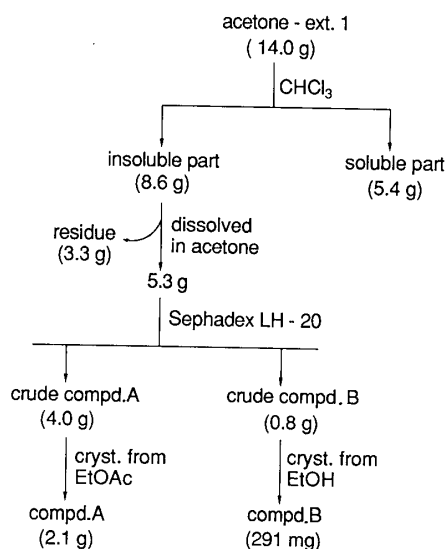 acetone - ext. 1
( 14.0 g)
CHCl₃
insoluble part
(8.6 g)
soluble part
(5.4 g)
residue
(3.3 g)
dissolved
in acetone
5.3 g
Sephadex LH - 20
crude compd.A
(4.0 g)
crude compd. B
(0.8 g)
cryst. from
EtOAc
cryst. from
EtOH
compd.A
(2.1 g)
compd.B
(291 mg)